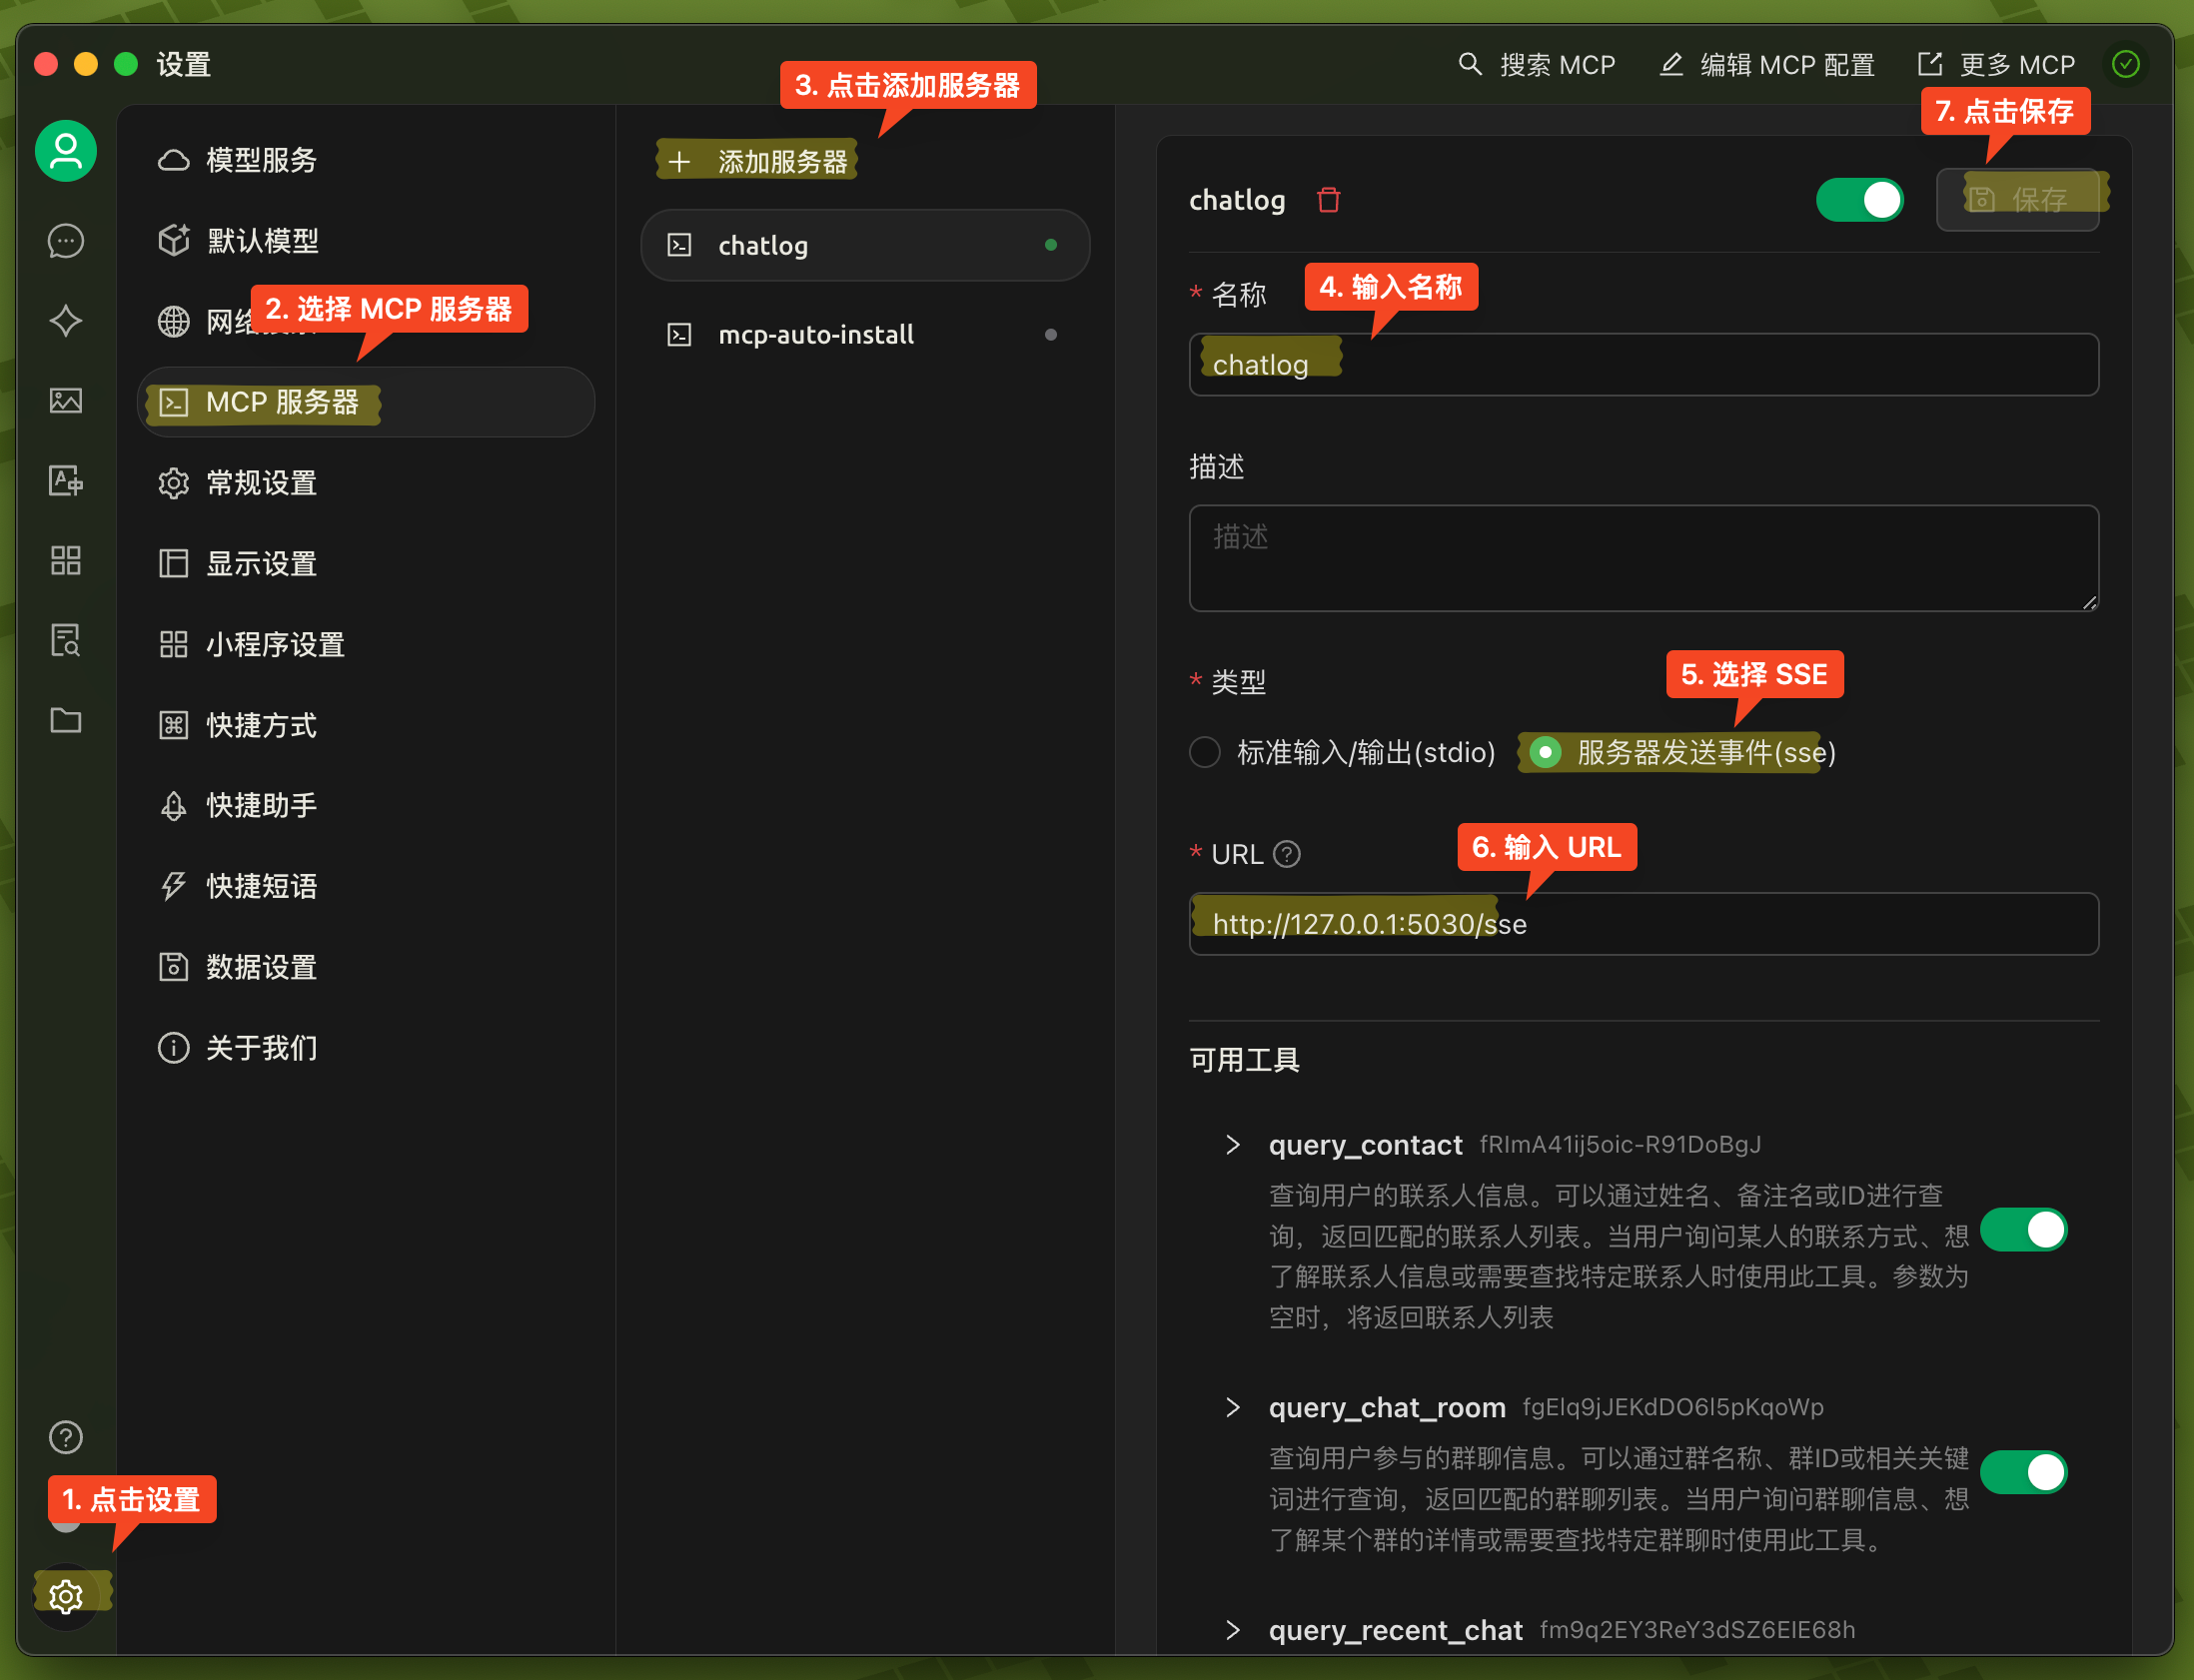 设置
搜索 MCP
编辑 MCP 配置
更多 MCP
3. 点击添加服务器
7. 点击保存
模型服务
默认模型
2. 选择 MCP 服务器
MCP 服务器
常规设置
显示设置
小程序设置
快捷方式
快捷助手
快捷短语
数据设置
关于我们
1. 点击设置
添加服务器
chatlog
mcp-auto-install
chatlog
保存
* 名称
4. 输入名称
chatlog
描述
描述
* 类型
5. 选择 SSE
标准输入/输出(stdio)
服务器发送事件(sse)
* URL
6. 输入 URL
http://127.0.0.1:5030/sse
可用工具
query_contact fRImA41ij5oic-R91DoBgJ
查询用户的联系人信息。可以通过姓名、备注名或ID进行查
询，返回匹配的联系人列表。当用户询问某人的联系方式、想
了解联系人信息或需要查找特定联系人时使用此工具。参数为
空时，将返回联系人列表
query_chat_room fgElq9jJEKdDO6l5pKqoWp
查询用户参与的群聊信息。可以通过群名称、群ID或相关关键
词进行查询，返回匹配的群聊列表。当用户询问群聊信息、想
了解某个群的详情或需要查找特定群聊时使用此工具。
query_recent_chat fm9q2EY3ReY3dSZ6EIE68h